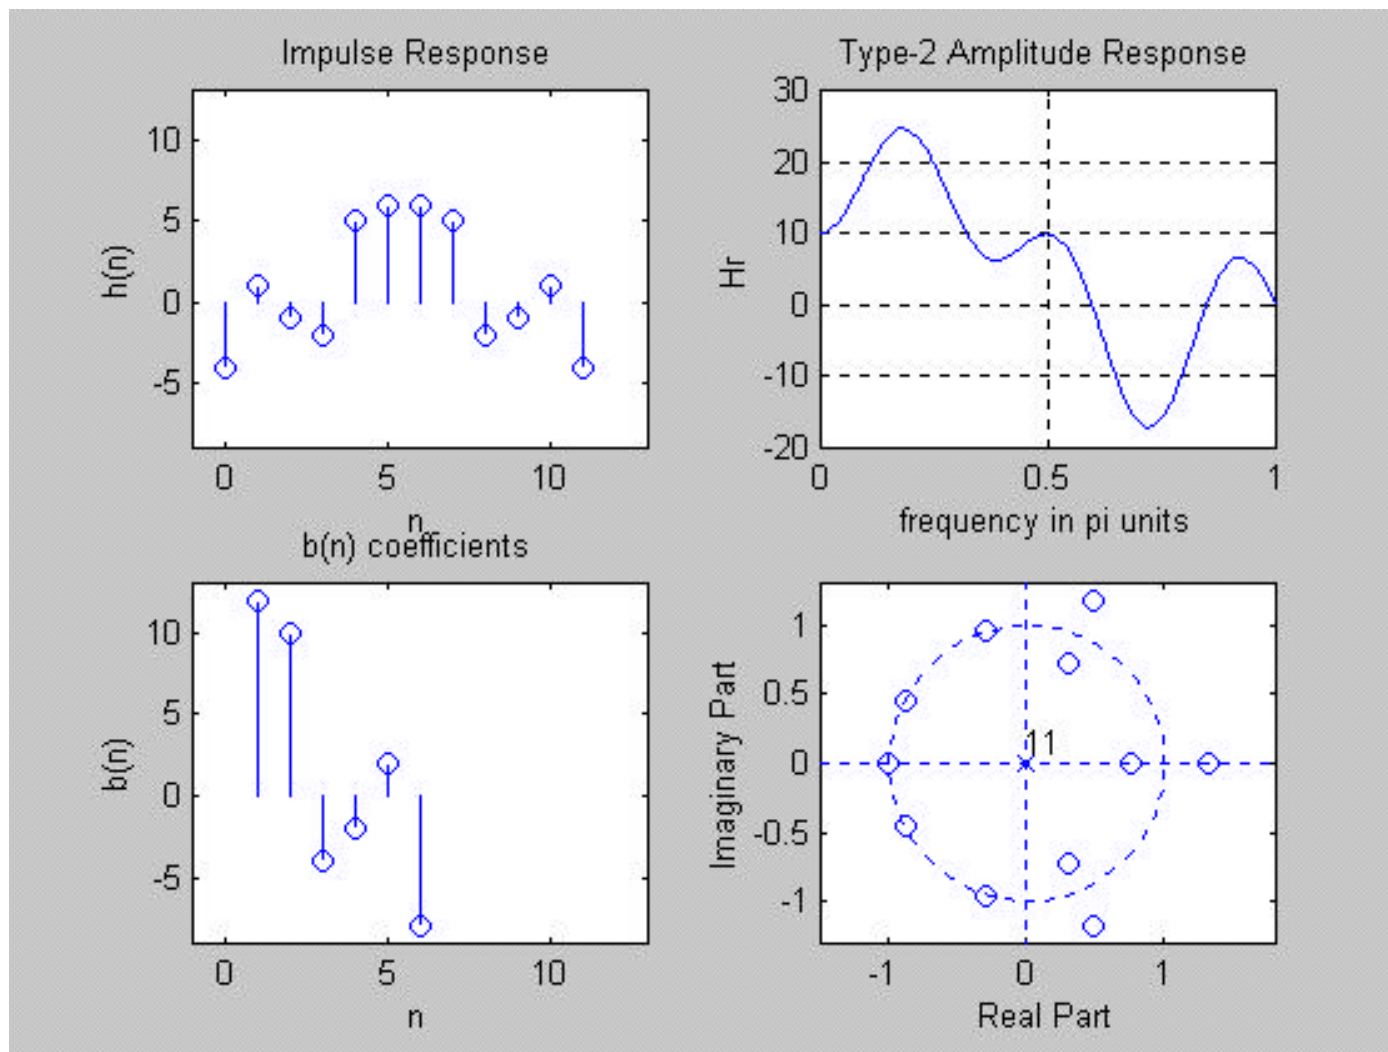 Impulse Response
10
5
0
-5
h(n)
0 5 10
n
Type-2 Amplitude Response
30
20
10
0
-10
-20
Hr
0 0.5 1
frequency in pi units
b(n) coefficients
10
5
0
-5
b(n)
0 5 10
n
1
0.5
0
-0.5
-1
Imaginary Part
11
-1 0 1
Real Part